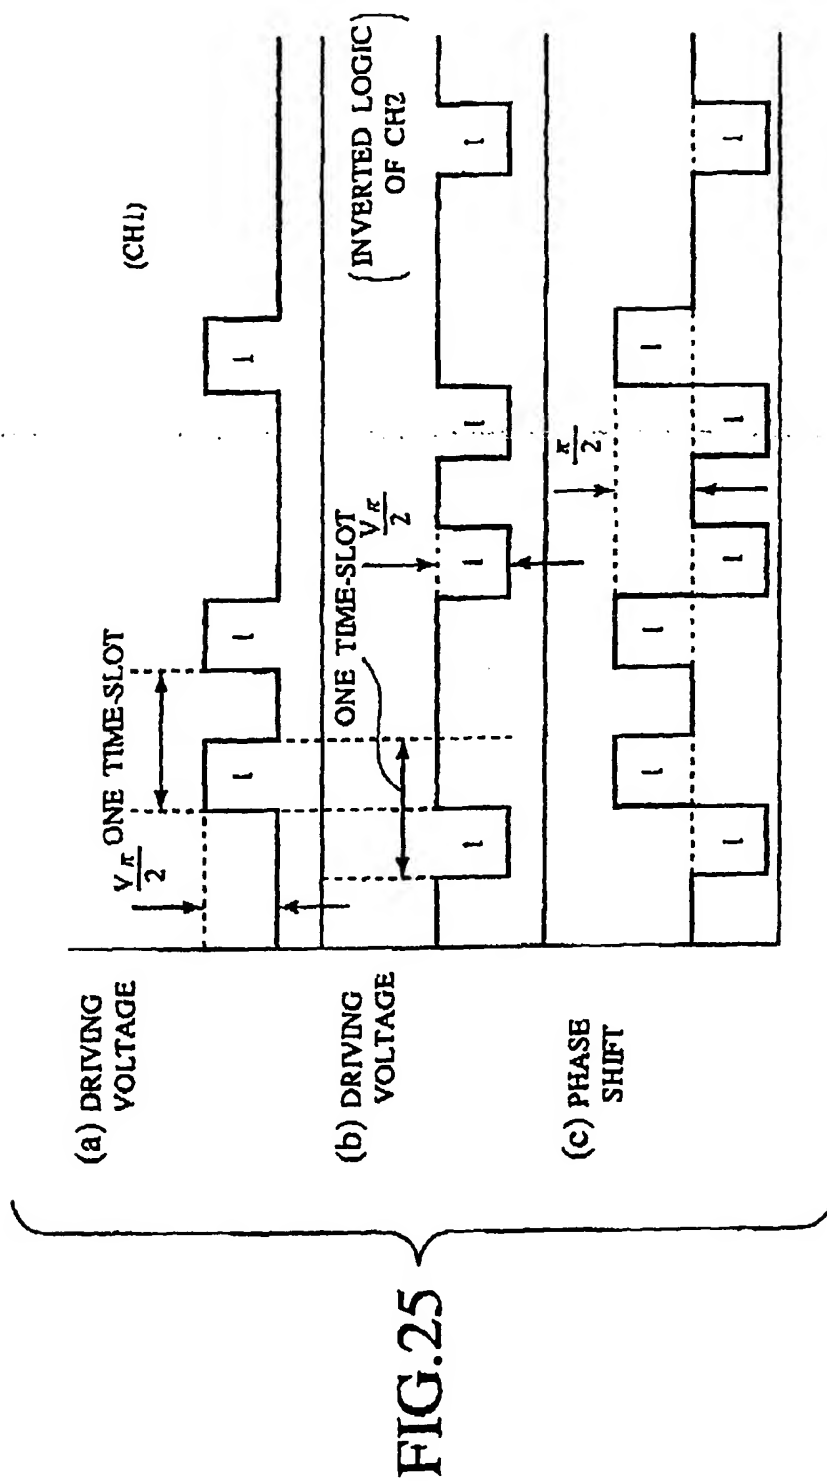 FIG.25
(a) DRIVING
VOLTAGE
Vπ/2
ONE TIME-SLOT
1
1
1
(CH1)
(b) DRIVING
VOLTAGE
ONE TIME-SLOT
Vπ/2
1
1
1
1
(INVERTED LOGIC
OF CH2)
(c) PHASE
SHIFT
π/2
1
1
1
1
1
1
1